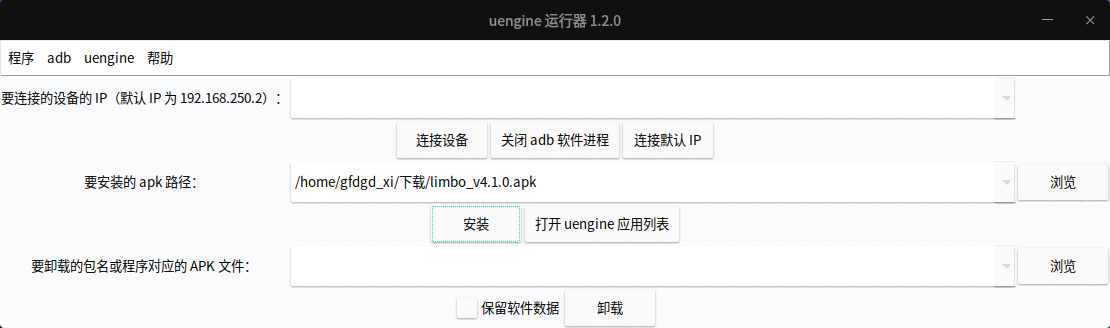 uengine 运行器 1.2.0
程序 adb uengine 帮助
要连接的设备的 IP（默认 IP 为 192.168.250.2）：
连接设备 关闭 adb 软件进程 连接默认 IP
要安装的 apk 路径： /home/gfdgd_xi/下载/limbo_v4.1.0.apk 浏览
安装 打开 uengine 应用列表
要卸载的包名或程序对应的 APK 文件： 浏览
保留软件数据 卸载